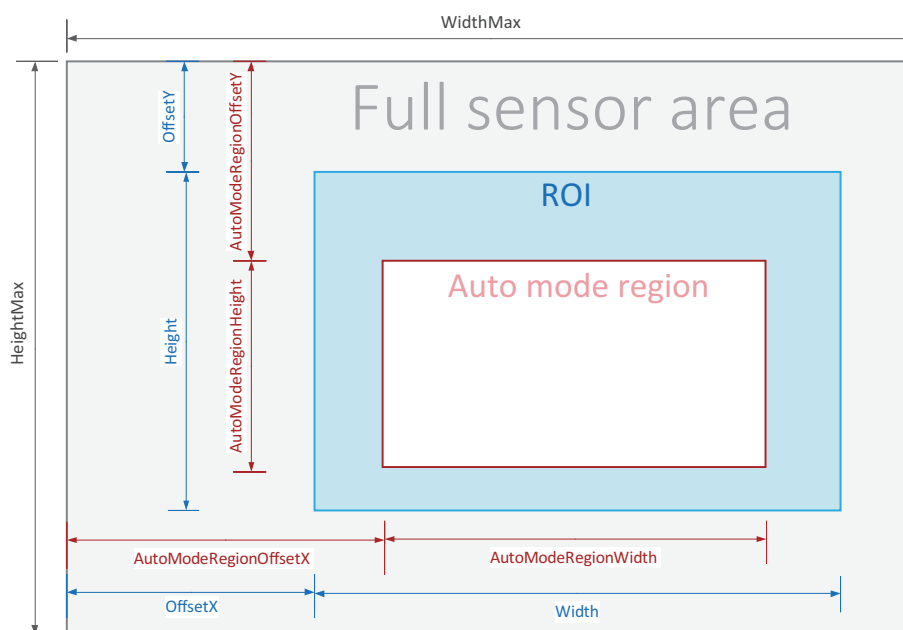 WidthMax
Full sensor area
OffsetY
AutoModeRegionOffsetY
ROI
Auto mode region
HeightMax
Height
AutoModeRegionHeight
AutoModeRegionOffsetX
AutoModeRegionWidth
OffsetX
Width